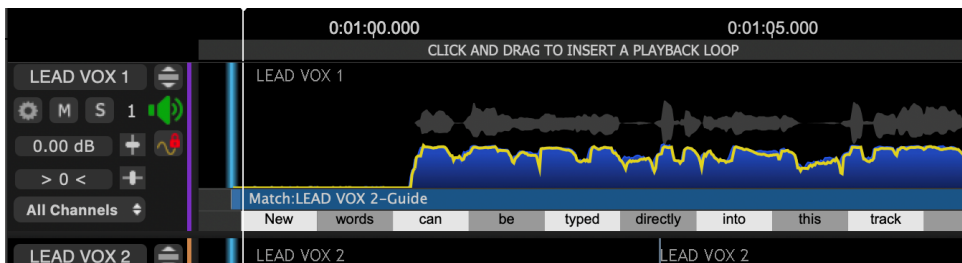 0:01:00.000 0:01:05.000
CLICK AND DRAG TO INSERT A PLAYBACK LOOP
LEAD VOX 1 LEAD VOX 1
M S 1
0.00 dB
> 0 <
Match:LEAD VOX 2-Guide
All Channels New words can be typed directly into this track
LEAD VOX 2 LEAD VOX 2 LEAD VOX 2